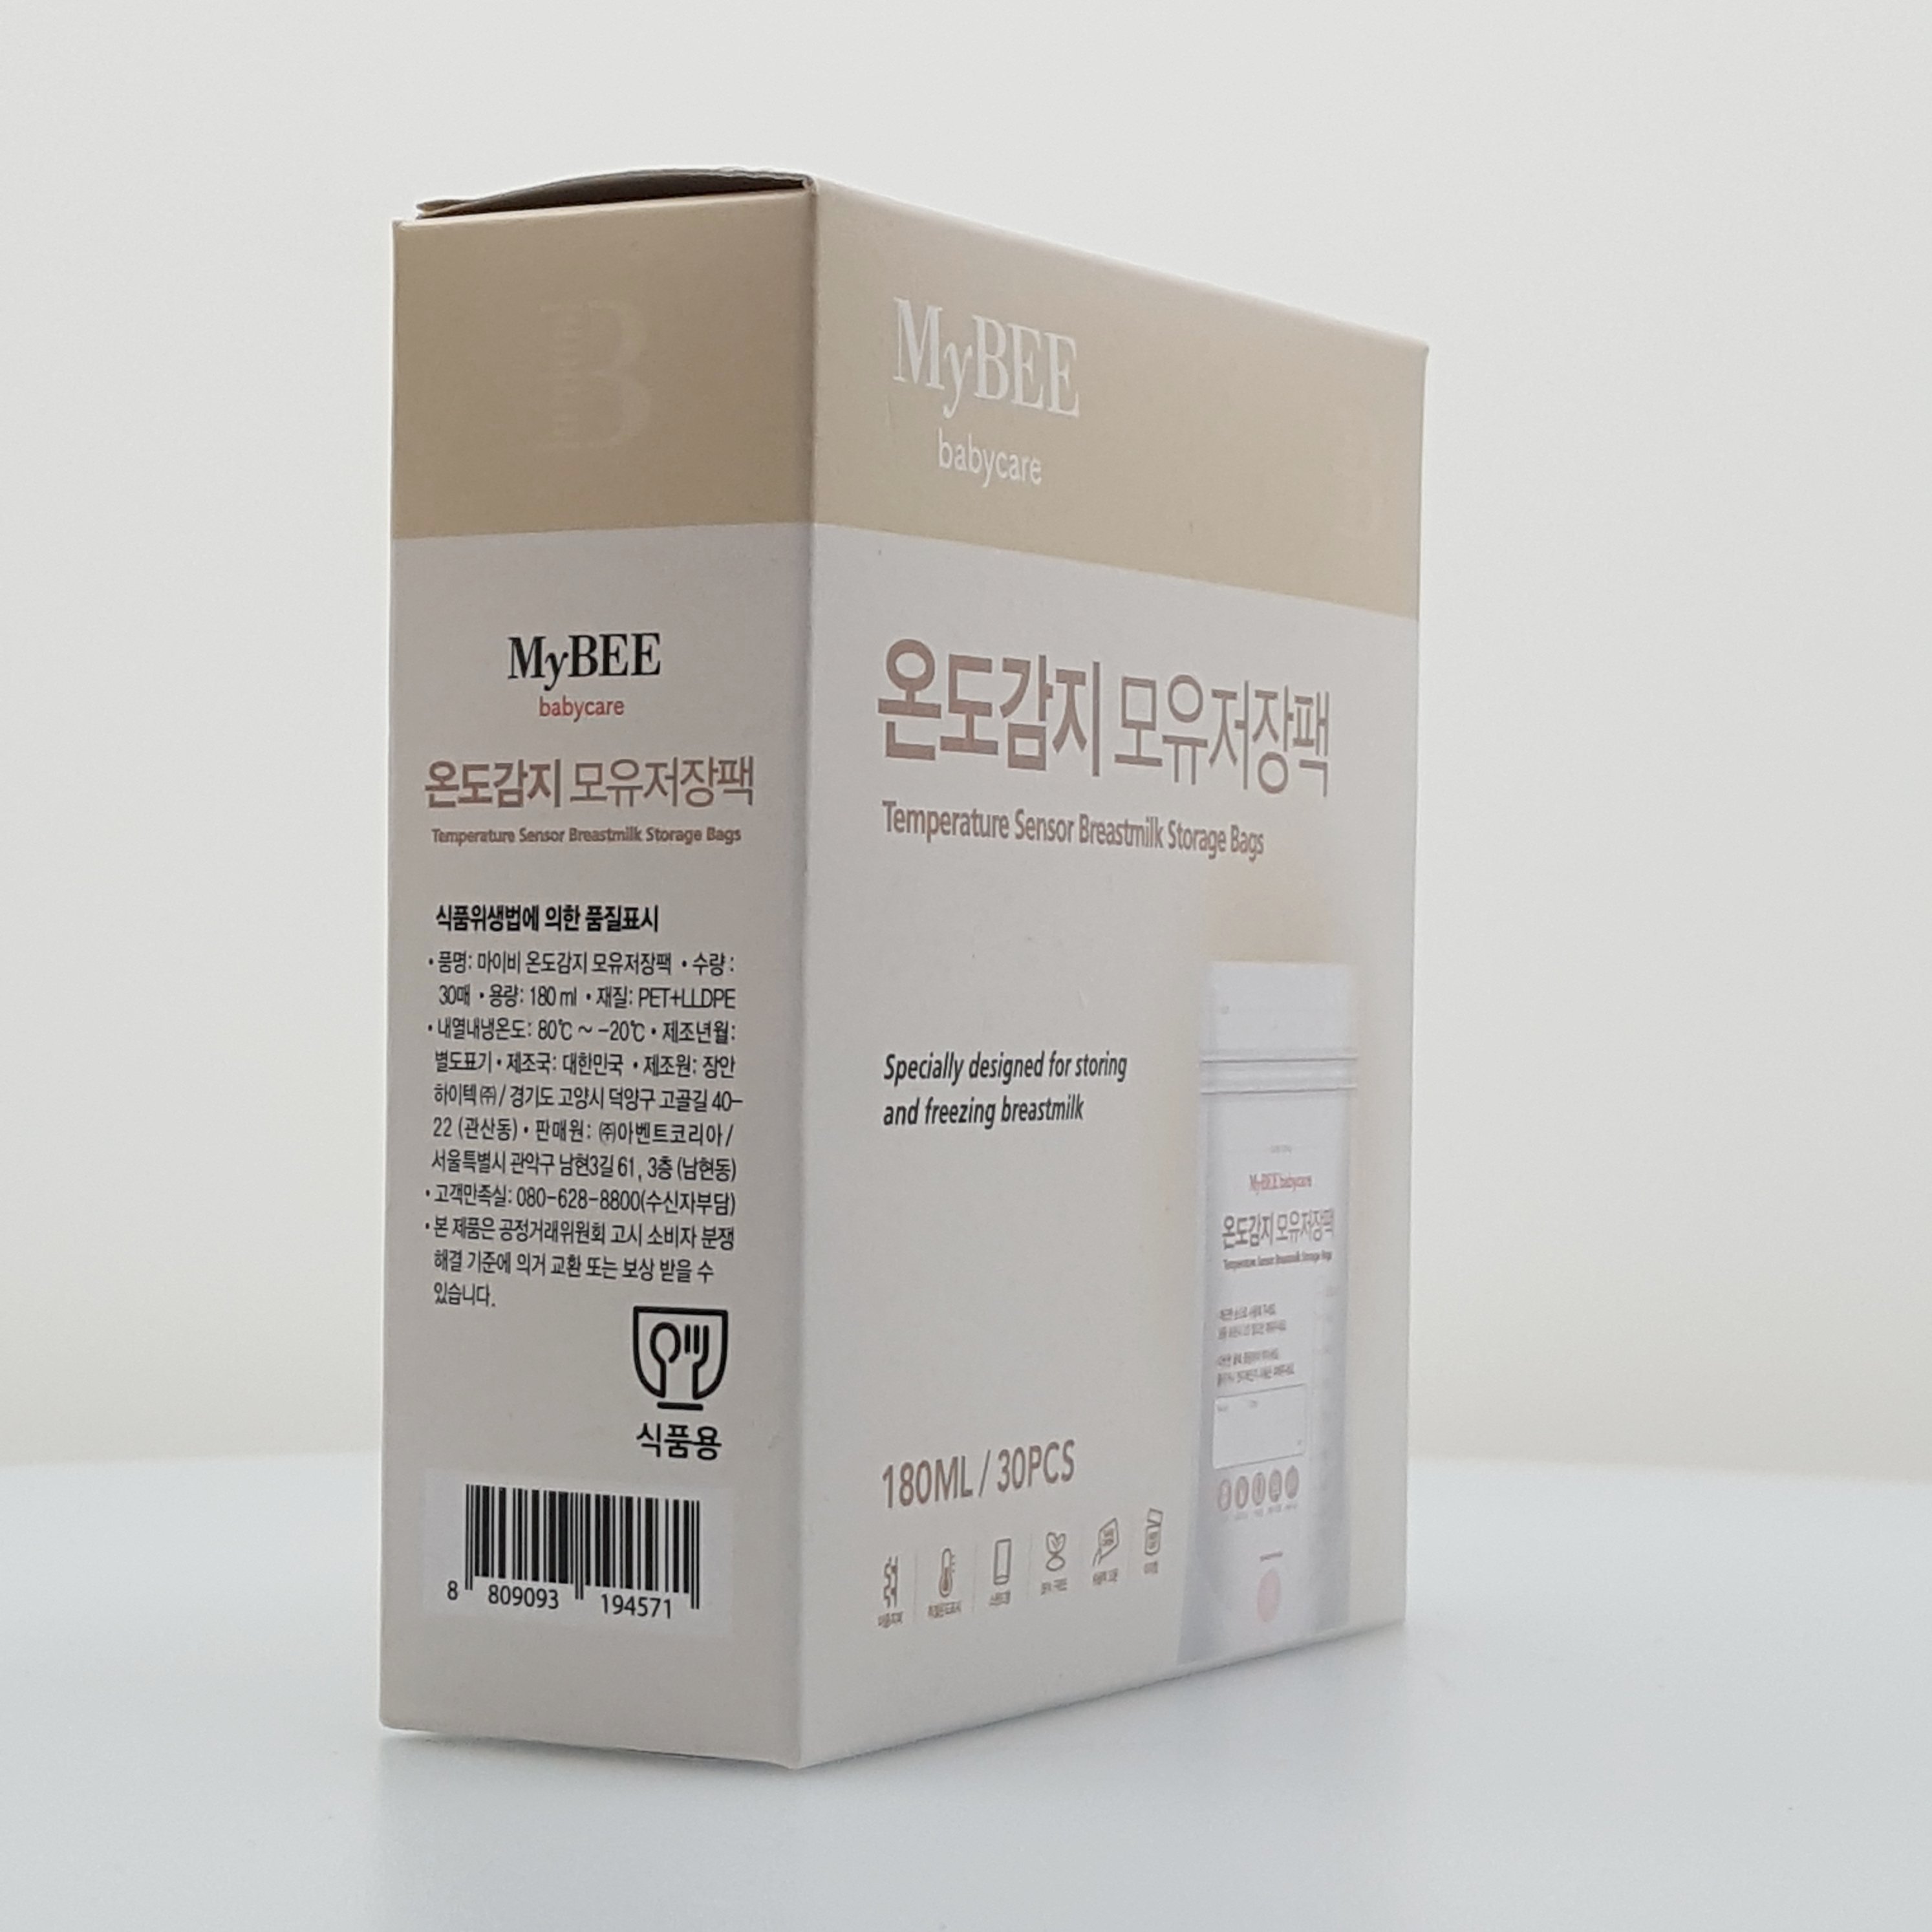 MyBEE
babycare
온도감지 모유저장팩
Temperature Sensor Breastmilk Storage Bags
식품위생법에 의한 품질표시
• 품명: 마이비 온도감지 모유저장팩 • 수량 :
30매 • 용량: 180 ml • 재질: PET+LLDPE
• 내열내냉온도: 80℃ ~ -20℃ • 제조년월:
별도표기 • 제조국: 대한민국 • 제조원: 장안
하이텍㈜/ 경기도 고양시 덕양구 고골길 40-
22 (관산동) • 판매원: ㈜아벤트코리아/
서울특별시 관악구 남현3길 61, 3층 (남현동)
• 고객만족실: 080-628-8800(수신자부담)
• 본 제품은 공정거래위원회 고시 소비자 분쟁
해결 기준에 의거 교환 또는 보상 받을 수
있습니다.
식품용
8 809093 194571
MyBEE
babycare
온도감지 모유저장팩
Temperature Sensor Breastmilk Storage Bags
Specially designed for storing
and freezing breastmilk
180ML / 30PCS
MyBEE babycare
온도감지 모유저장팩
Temperature Sensor Breastmilk Storage Bags